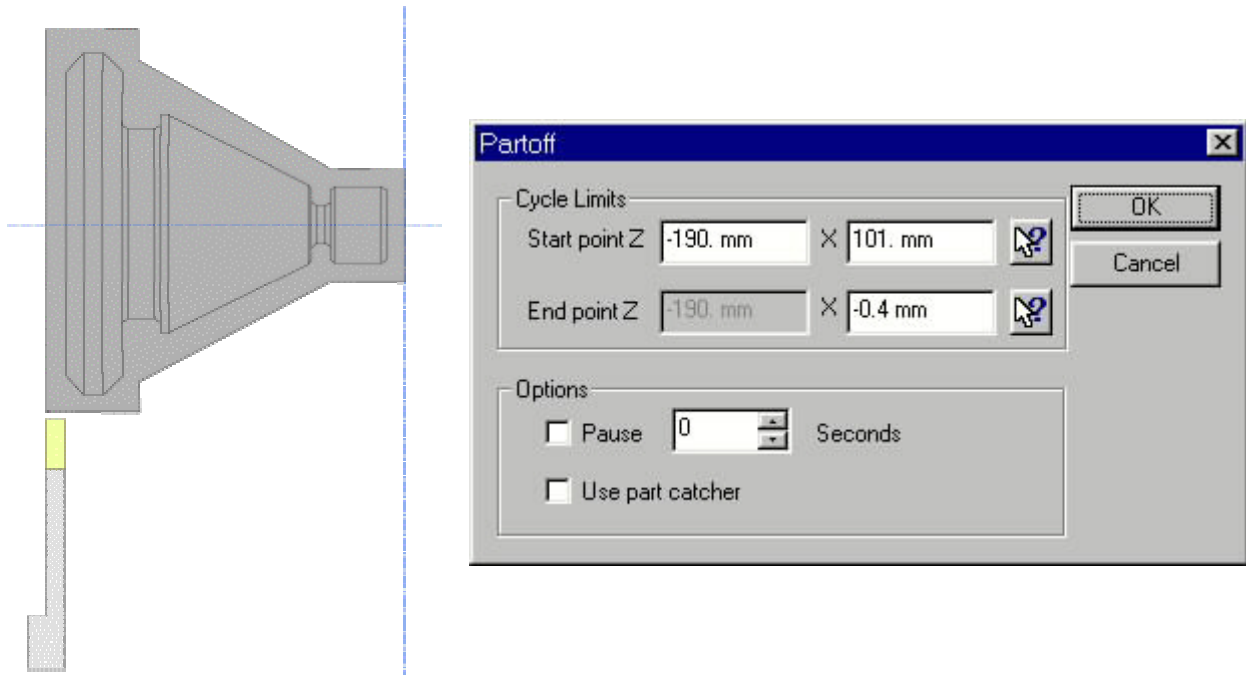 Partoff
Cycle Limits
Start point Z -190. mm X 101. mm
OK
Cancel
End point Z -190. mm X -0.4 mm
Options
Pause 0 Seconds
Use part catcher